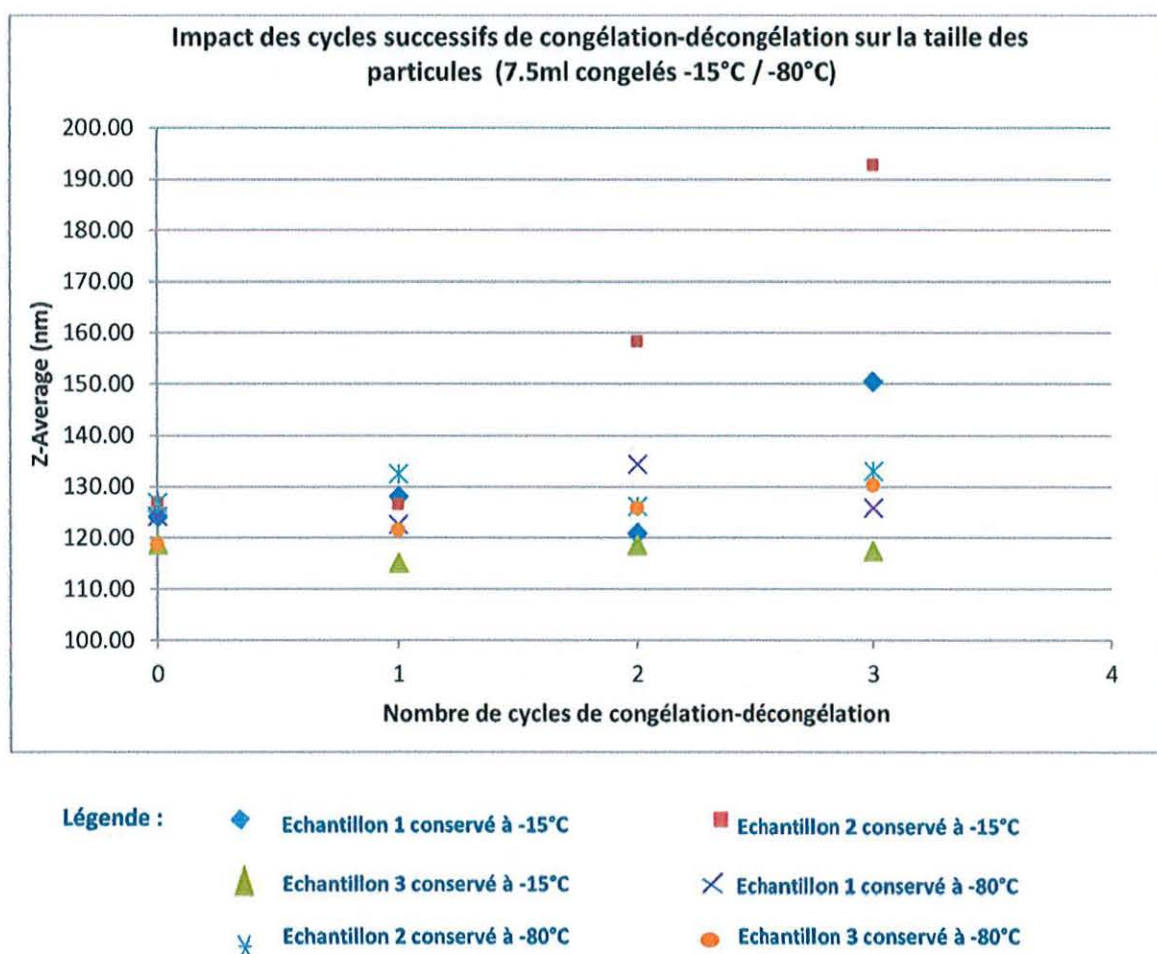 Impact des cycles successifs de congélation-décongélation sur la taille des
particules (7.5ml congelés -15°C / -80°C)
200.00
190.00
180.00
170.00
160.00
150.00
140.00
130.00
120.00
110.00
100.00
Z-Average (nm)
0 1 2 3 4
Nombre de cycles de congélation-décongélation
Légende :
Echantillon 1 conservé à -15°C
Echantillon 2 conservé à -15°C
Echantillon 3 conservé à -15°C
Echantillon 1 conservé à -80°C
Echantillon 2 conservé à -80°C
Echantillon 3 conservé à -80°C